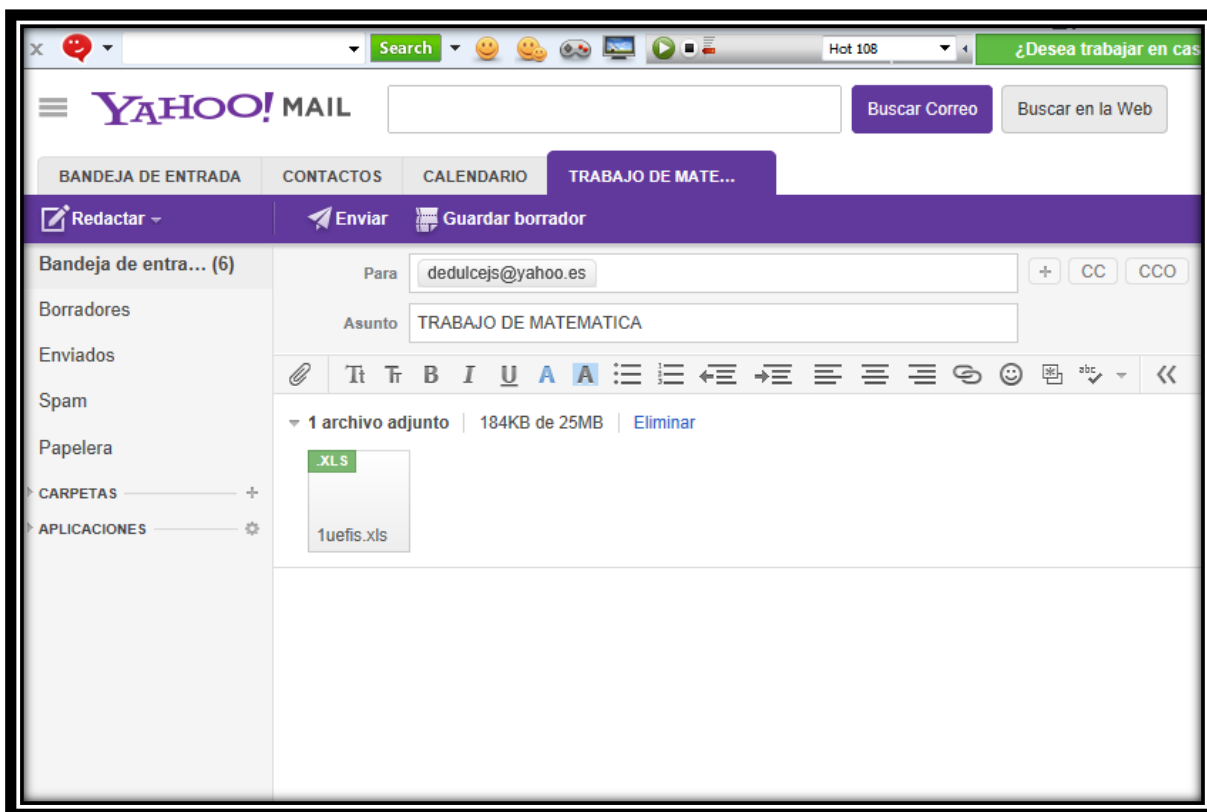 x Search Hot 108 ¿Desea trabajar en cas
YAHOO! MAIL Buscar Correo Buscar en la Web
BANDEJA DE ENTRADA CONTACTOS CALENDARIO TRABAJO DE MATE...
Redactar Enviar Guardar borrador
Bandeja de entra... (6)
Para dedulcejs@yahoo.es + CC CCO
Borradores
Asunto TRABAJO DE MATEMATICA
Enviados
Tt Tr B I U A A abc
Spam
1 archivo adjunto 184KB de 25MB Eliminar
Papelera
.XLS
CARPETAS +
APLICACIONES
1uefis.xls